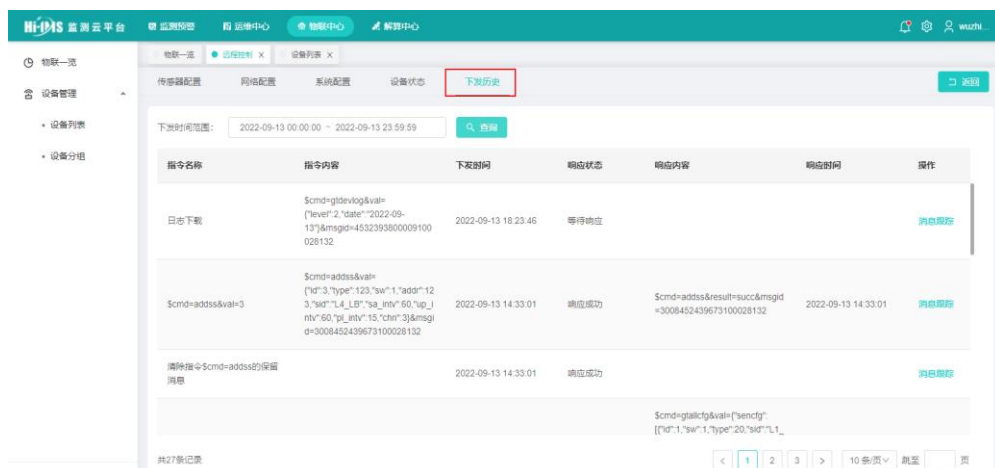 Hi-IMS 监测云平台
监测预警 运维中心 物联中心 解算中心
wuzhi...
物联一览
设备管理
设备列表
设备分组
物联一览 远程控制 × 设备列表 ×
传感器配置 网络配置 系统配置 设备状态 下发历史 返回
下发时间范围： 2022-09-13 00:00:00 ~ 2022-09-13 23:59:59 查询
指令名称 指令内容 下发时间 响应状态 响应内容 响应时间 操作
日志下载
$cmd=gtdevlog&val=
{"level":2,"date":"2022-09-
13"}&msgid=4532393800009100
028132
2022-09-13 18:23:46 等待响应 消息跟踪
$cmd=addss&val=3
$cmd=addss&val=
{"id":3,"type":123,"sw":1,"addr":12
3,"sid":"L4_LB","sa_intv":60,"up_i
ntv":60,"pl_intv":15,"chn":3}&msgi
d=3008452439673100028132
2022-09-13 14:33:01 响应成功
$cmd=addss&result=succ&msgid
=3008452439673100028132
2022-09-13 14:33:01 消息跟踪
清除指令$cmd=addss的保留
消息
2022-09-13 14:33:01 响应成功 消息跟踪
$cmd=gtallcfg&val={"sencfg":
[{"id":1,"sw":1,"type":20,"sid":"L1_
共27条记录 < 1 2 3 > 10 条/页 跳至 页